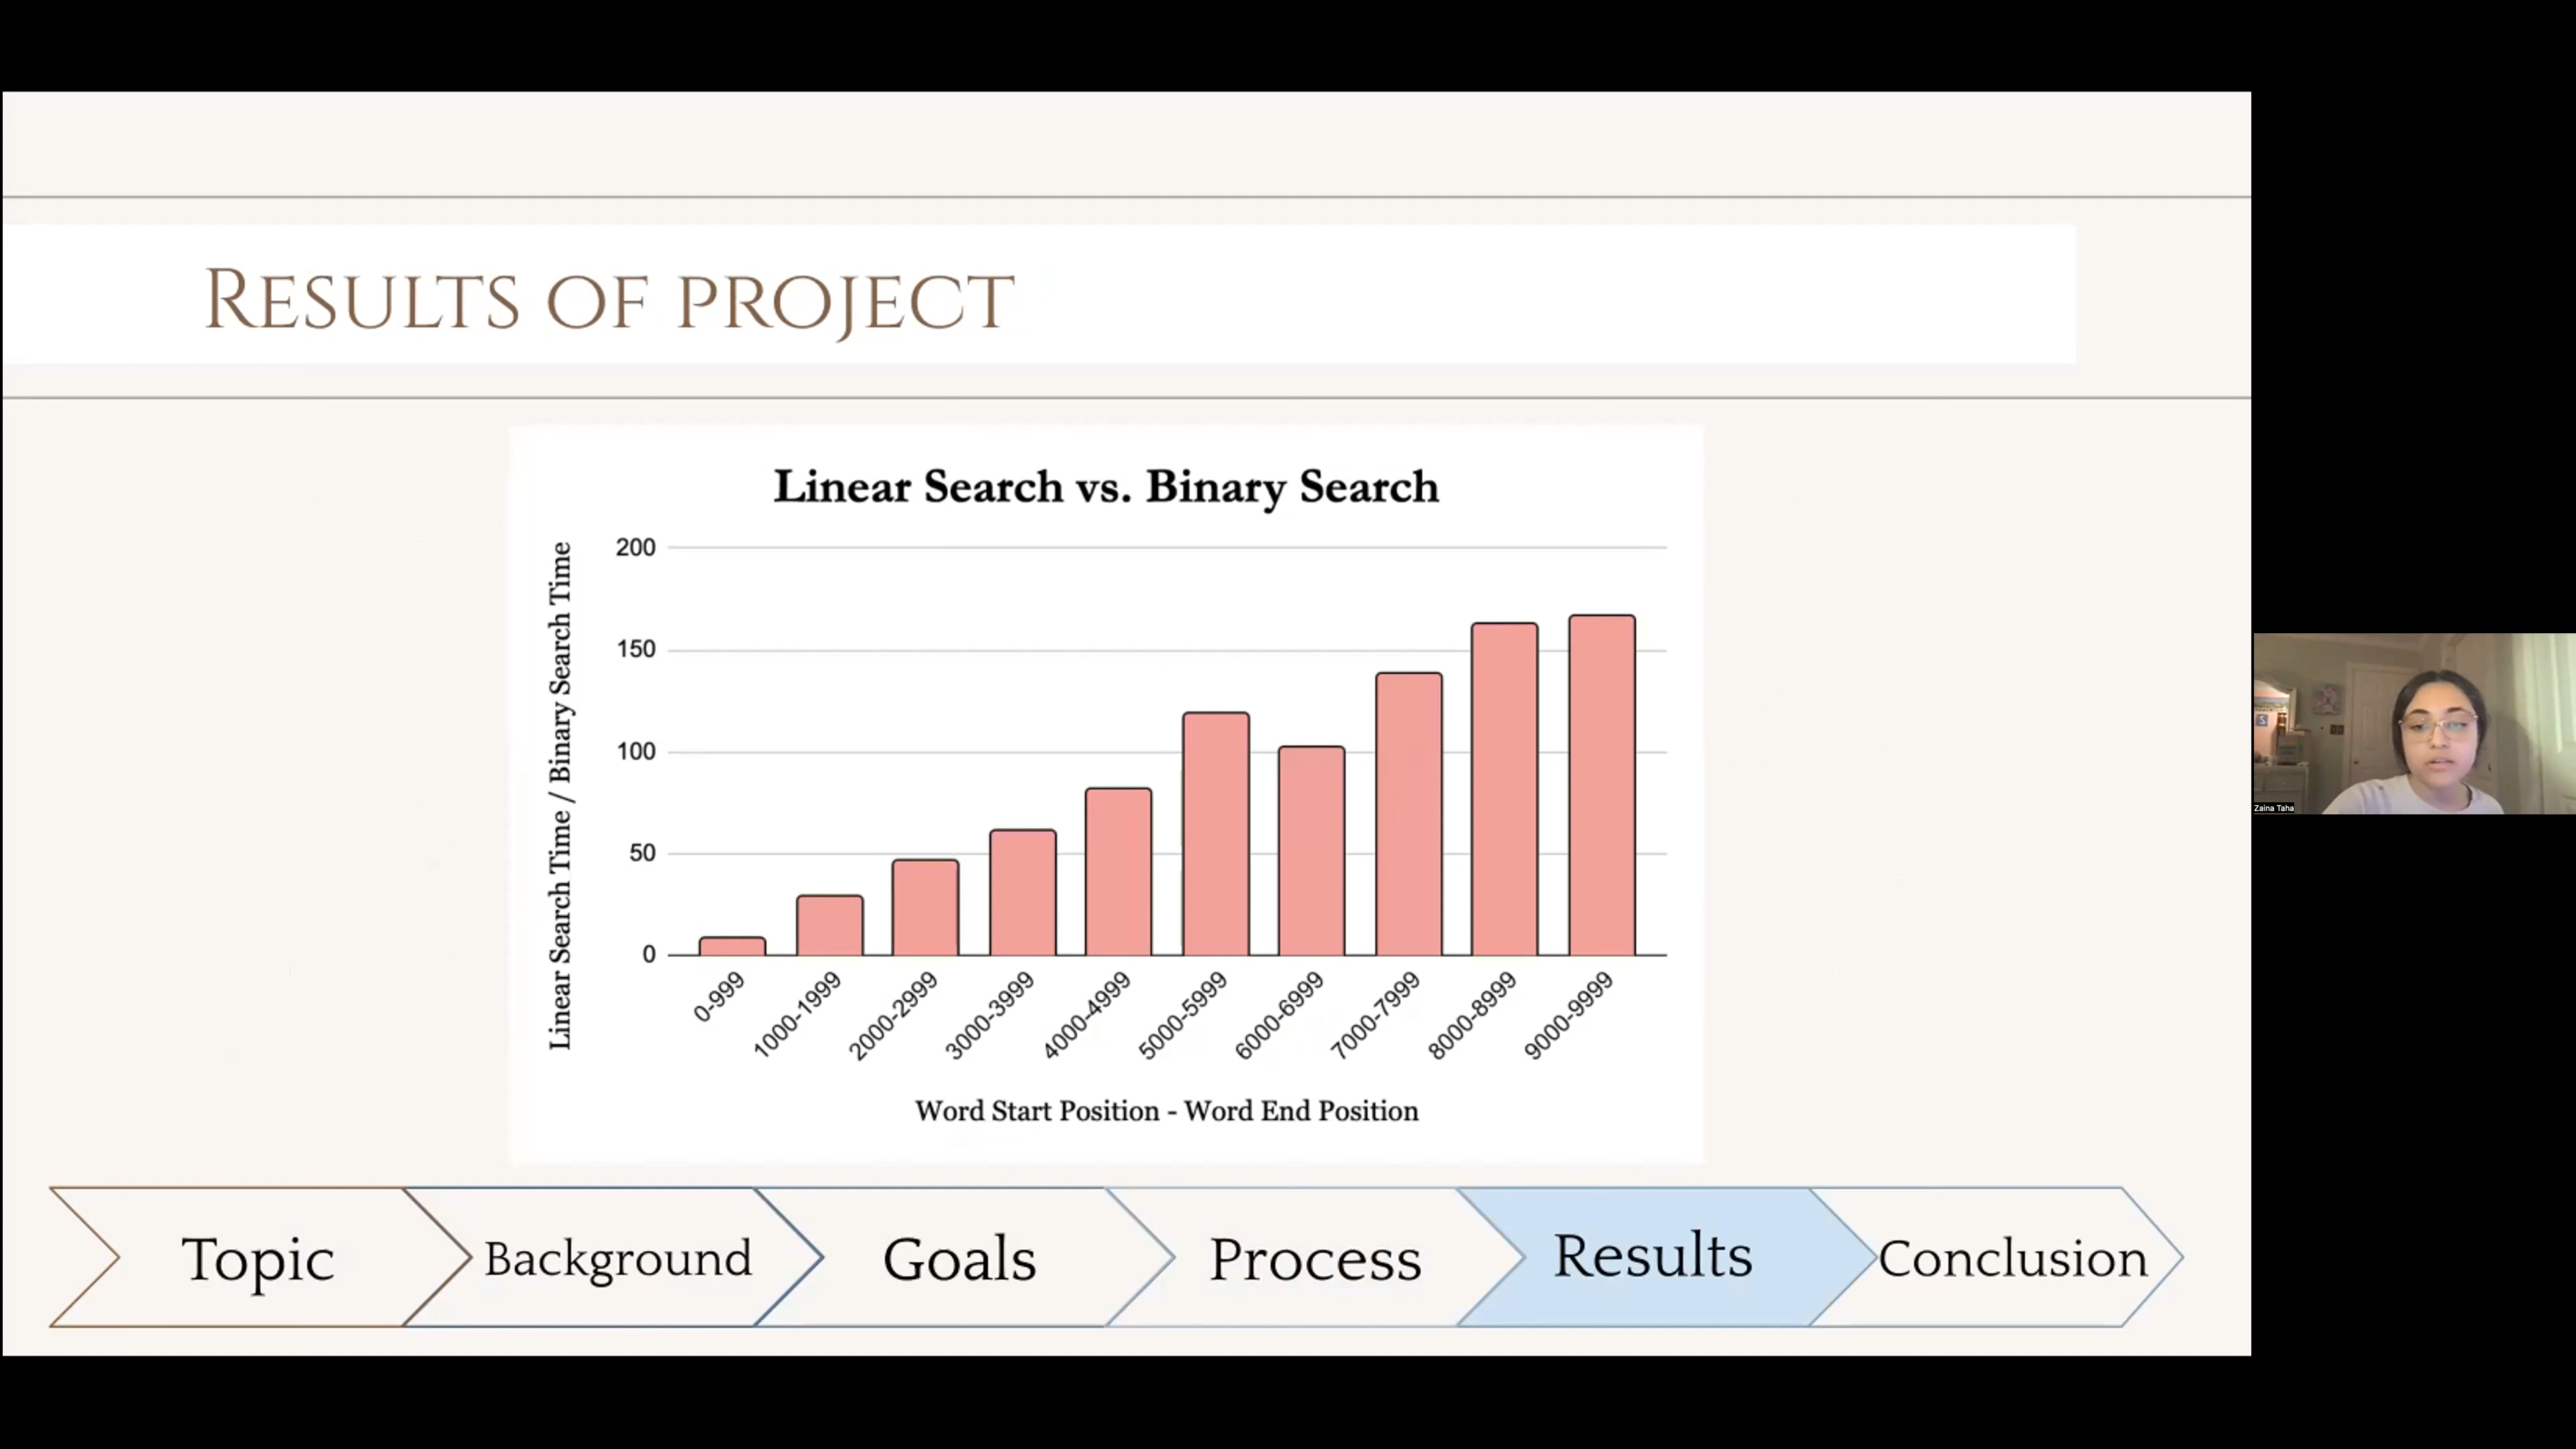 Results of project
Linear Search vs. Binary Search
Linear Search Time / Binary Search Time
200
150
100
50
0
0-999
1000-1999
2000-2999
3000-3999
4000-4999
5000-5999
6000-6999
7000-7999
8000-8999
9000-9999
Word Start Position - Word End Position
Topic
Background
Goals
Process
Results
Conclusion
Zaina Taha